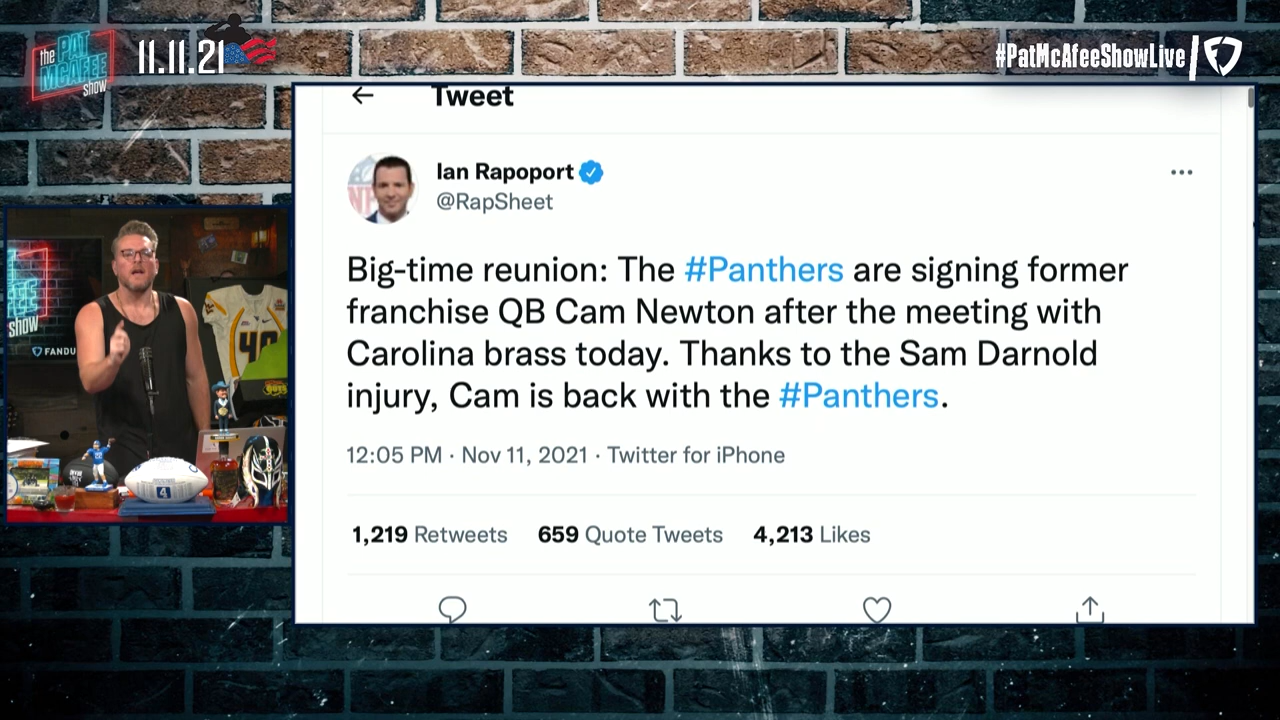 the PAT
MCAFEE
show
11.11.21
#PatMcAfeeShowLive
Tweet
Ian Rapoport
@RapSheet
Big-time reunion: The #Panthers are signing former
franchise QB Cam Newton after the meeting with
Carolina brass today. Thanks to the Sam Darnold
injury, Cam is back with the #Panthers.
12:05 PM · Nov 11, 2021 · Twitter for iPhone
1,219 Retweets 659 Quote Tweets 4,213 Likes
show
FANDU
4